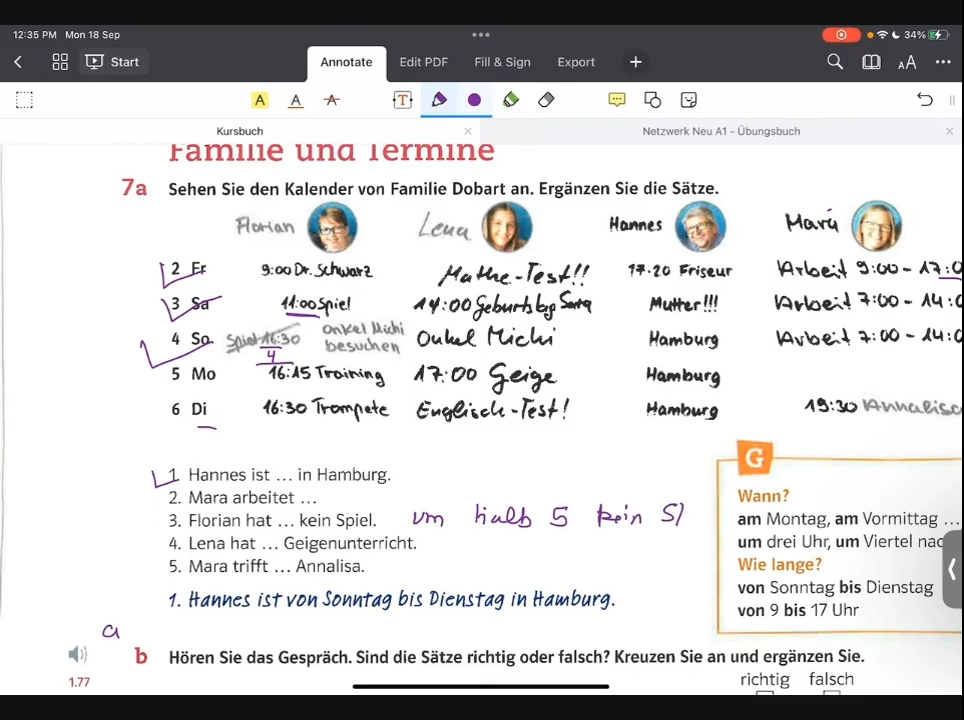 12:35 PM Mon 18 Sep 34%
Start Annotate Edit PDF Fill & Sign Export
Kursbuch Netzwerk Neu A1 - Übungsbuch
Familie und Termine
7a Sehen Sie den Kalender von Familie Dobart an. Ergänzen Sie die Sätze.
Florian Lena Hannes Mara
2 Fr 9:00 Dr. Schwarz Mathe-Test!! 17.20 Friseur Arbeit 9:00 - 17:0
3 Sa 11:00 Spiel 14:00 Geburtstag Mutter!!! Arbeit 7:00 - 14:0
4 So Spiel 16:30 Onkel Michi besuchen Onkel Michi Hamburg Arbeit 7:00 - 14:0
4
5 Mo 16:45 Training 17:00 Geige Hamburg
6 Di 16:30 Trompete Englisch-Test! Hamburg 19:30 Annalisa
1. Hannes ist ... in Hamburg.
2. Mara arbeitet ...
3. Florian hat ... kein Spiel. um halb 5 kein
4. Lena hat ... Geigenunterricht.
5. Mara trifft ... Annalisa.
1. Hannes ist von Sonntag bis Dienstag in Hamburg.
G
Wann?
am Montag, am Vormittag ...
um drei Uhr, um Viertel nac
Wie lange?
von Sonntag bis Dienstag
von 9 bis 17 Uhr
a
b Hören Sie das Gespräch. Sind die Sätze richtig oder falsch? Kreuzen Sie an und ergänzen Sie.
1.77
richtig falsch